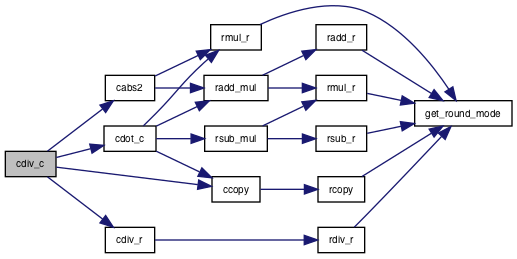 cdiv_c
cabs2
cdot_c
cdiv_r
rmul_r
radd_mul
rsub_mul
ccopy
radd_r
rmul_r
rsub_r
rcopy
rdiv_r
get_round_mode